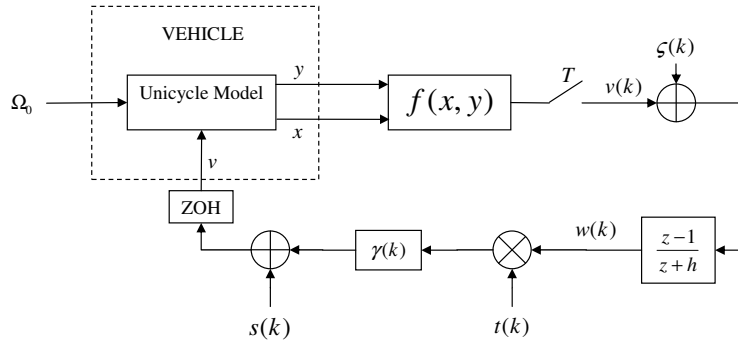 VEHICLE
ς(k)
y
T
Unicycle Model
f(x, y)
v(k)
Ω₀
x
v
ZOH
w(k)
z−1
z+h
γ(k)
s(k)
t(k)